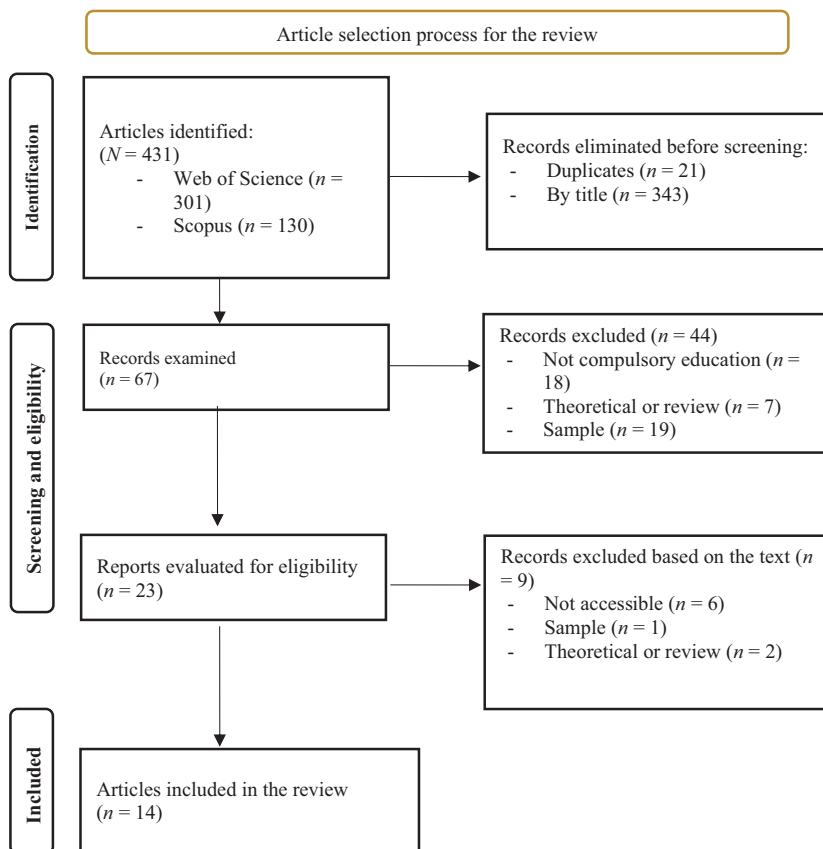 Article selection process for the review
Identification
Articles identified:
(N = 431)
- Web of Science (n =
301)
- Scopus (n = 130)
Records eliminated before screening:
- Duplicates (n = 21)
- By title (n = 343)
Screening and eligibility
Records examined
(n = 67)
Records excluded (n = 44)
- Not compulsory education (n =
18)
- Theoretical or review (n = 7)
- Sample (n = 19)
Reports evaluated for eligibility
(n = 23)
Records excluded based on the text (n
= 9)
- Not accessible (n = 6)
- Sample (n = 1)
- Theoretical or review (n = 2)
Included
Articles included in the review
(n = 14)